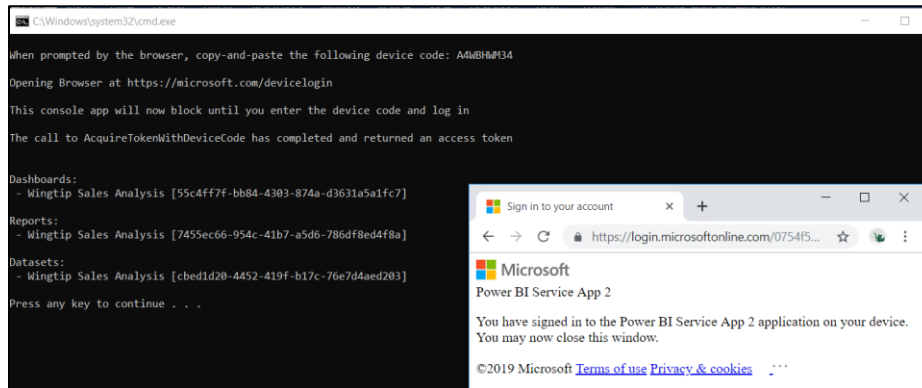 C:\Windows\system32\cmd.exe
When prompted by the browser, copy-and-paste the following device code: A4WBHWM34
Opening Browser at https://microsoft.com/devicelogin
This console app will now block until you enter the device code and log in
The call to AcquireTokenWithDeviceCode has completed and returned an access token
Dashboards:
- Wingtip Sales Analysis [55c4ff7f-bb84-4303-874a-d3631a5a1fc7]
Reports:
- Wingtip Sales Analysis [7455ec66-954c-41b7-a5d6-786df8ed4f8a]
Datasets:
- Wingtip Sales Analysis [cbed1d20-4452-419f-b17c-76e7d4aed203]
Press any key to continue . . .
Sign in to your account
https://login.microsoftonline.com/0754f5...
Microsoft
Power BI Service App 2
You have signed in to the Power BI Service App 2 application on your device.
You may now close this window.
©2019 Microsoft Terms of use Privacy & cookies ...